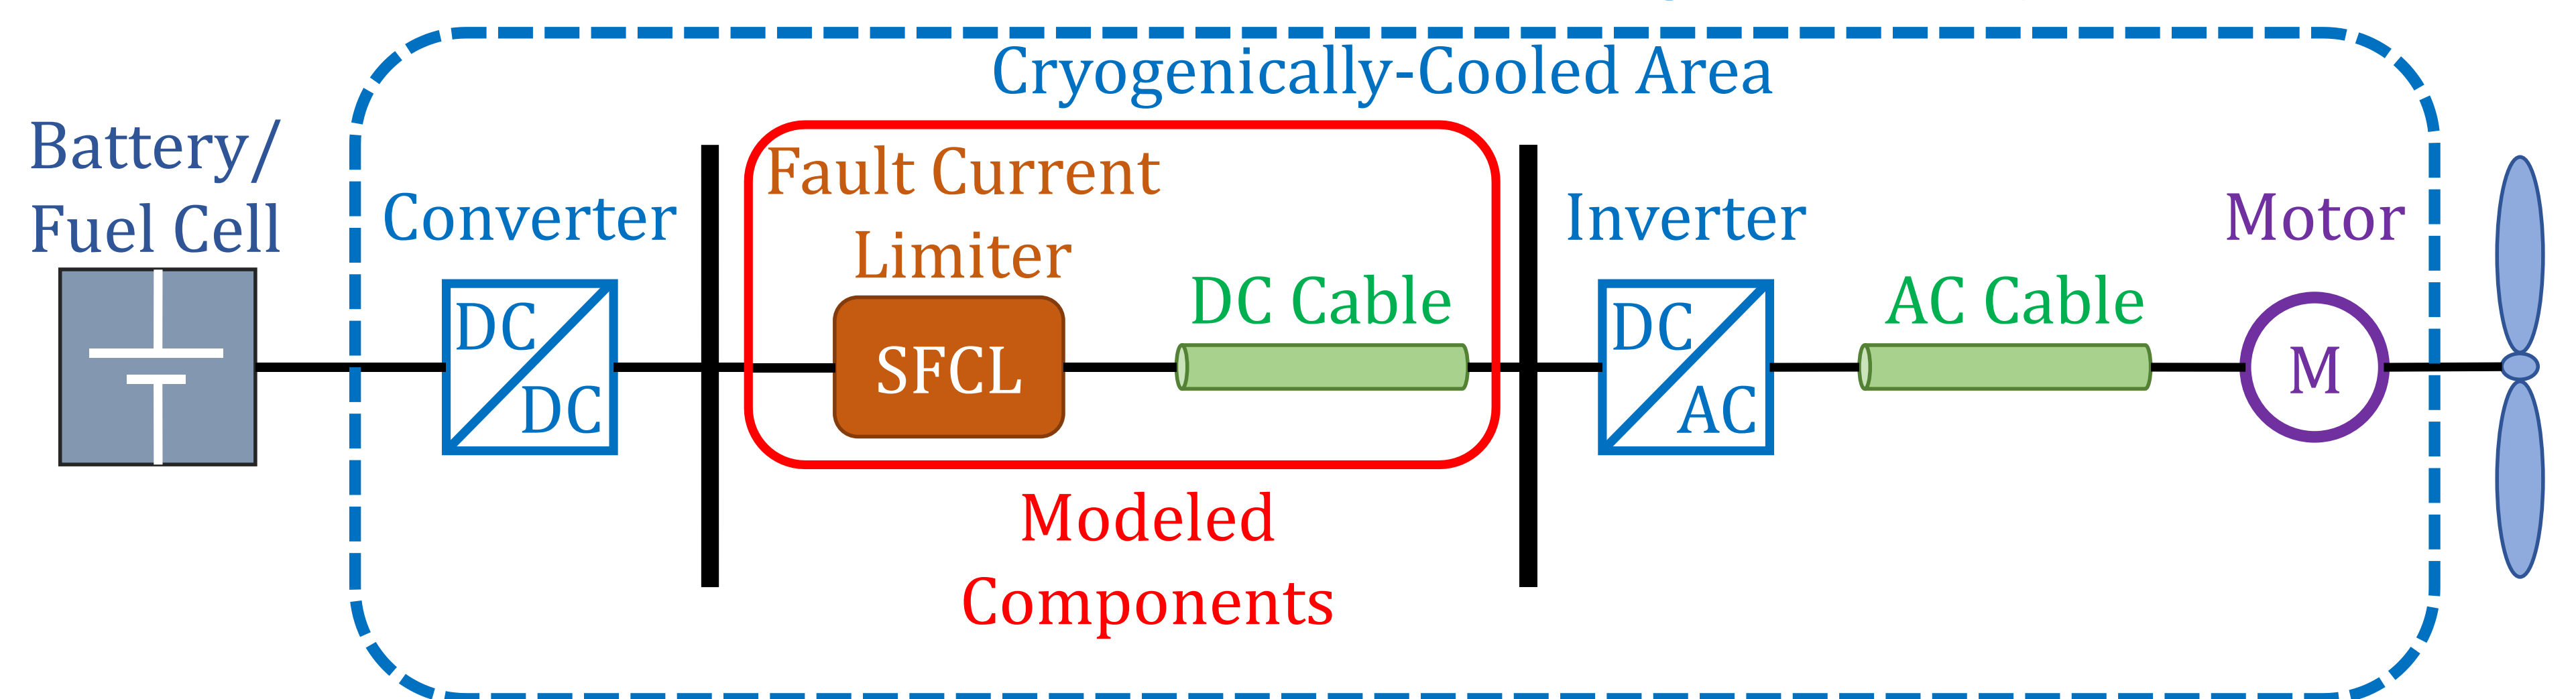 Cryogenically-Cooled Area
Battery/
Fuel Cell
Converter
DC
DC
Fault Current
Limiter
SFCL
DC Cable
Modeled
Components
Inverter
DC
AC
AC Cable
Motor
M